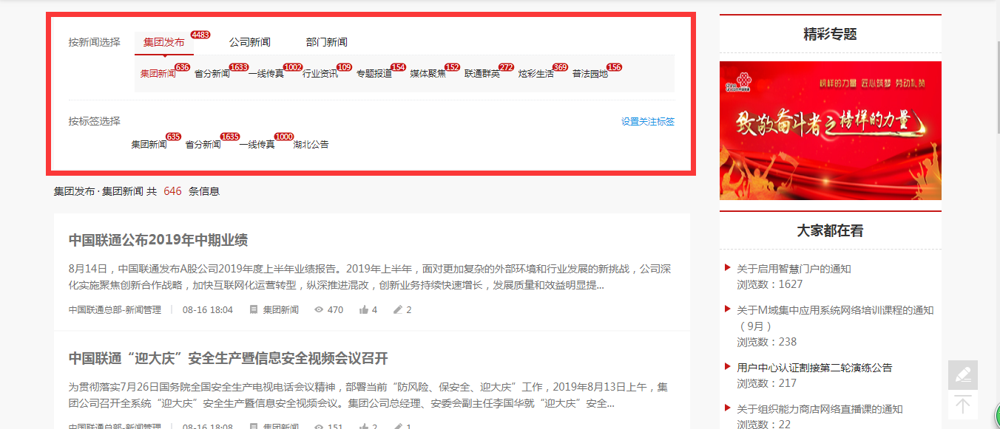 按新闻选择 集团发布 4483 公司新闻 部门新闻
集团新闻 636 省分新闻 1633 一线传真 1002 行业资讯 109 专题报道 154 媒体聚焦 152 联通群英 272 炫彩生活 369 普法园地 156
按标签选择 设置关注标签
集团新闻 635 省分新闻 1635 一线传真 1000 湖北公告
集团发布 · 集团新闻 共 646 条信息
中国联通公布2019年中期业绩
8月14日，中国联通发布A股公司2019年度上半年业绩报告。2019年上半年，面对更加复杂的外部环境和行业发展的新挑战，公司深
化实施聚焦创新合作战略，加快互联网化运营转型，纵深推进混改，创新业务持续快速增长，发展质量和效益明显提...
中国联通总部-新闻管理 | 08-16 18:04 集团新闻 470 4 2
中国联通“迎大庆”安全生产暨信息安全视频会议召开
为贯彻落实7月26日国务院全国安全生产电视电话会议精神，部署当前“防风险、保安全、迎大庆”工作，2019年8月13日上午，集
团公司召开全系统“迎大庆”安全生产暨信息安全视频会议。集团公司总经理、安委会副主任李国华就“迎大庆”安全...
中国联通总部-新闻管理 | 08-16 18:08 集团新闻 151 2 1
精彩专题
榜样的力量 匠心筑梦 劳动礼赞
致敬奋斗者之榜样的力量
大家都在看
关于启用智慧门户的通知
浏览数：1627
关于M域集中应用系统网络培训课程的通知
（9月）
浏览数：238
用户中心认证割接第二轮演练公告
浏览数：217
关于组织能力商店网络直播课的通知
浏览数：22